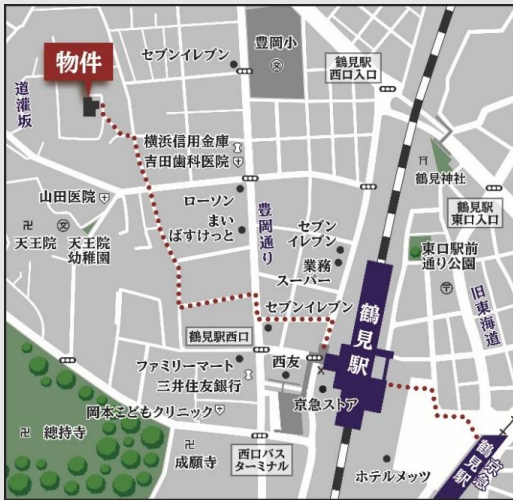 セブンイレブン
豊岡小
鶴見駅
西口入口
物件
道灌坂
横浜信用金庫
吉田歯科医院
鶴見神社
山田医院
ローソン
まい
ばすけっと
豊岡通り
セブン
イレブン
業務
スーパー
鶴見駅
東口入口
天王院
天王院
幼稚園
東口駅前
通り公園
旧東海道
セブンイレブン
鶴見駅西口
鶴見駅
ファミリーマート
三井住友銀行
西友
岡本こどもクリニック
京急ストア
總持寺
成願寺
西口バス
ターミナル
ホテルメッツ
京急
鶴見駅